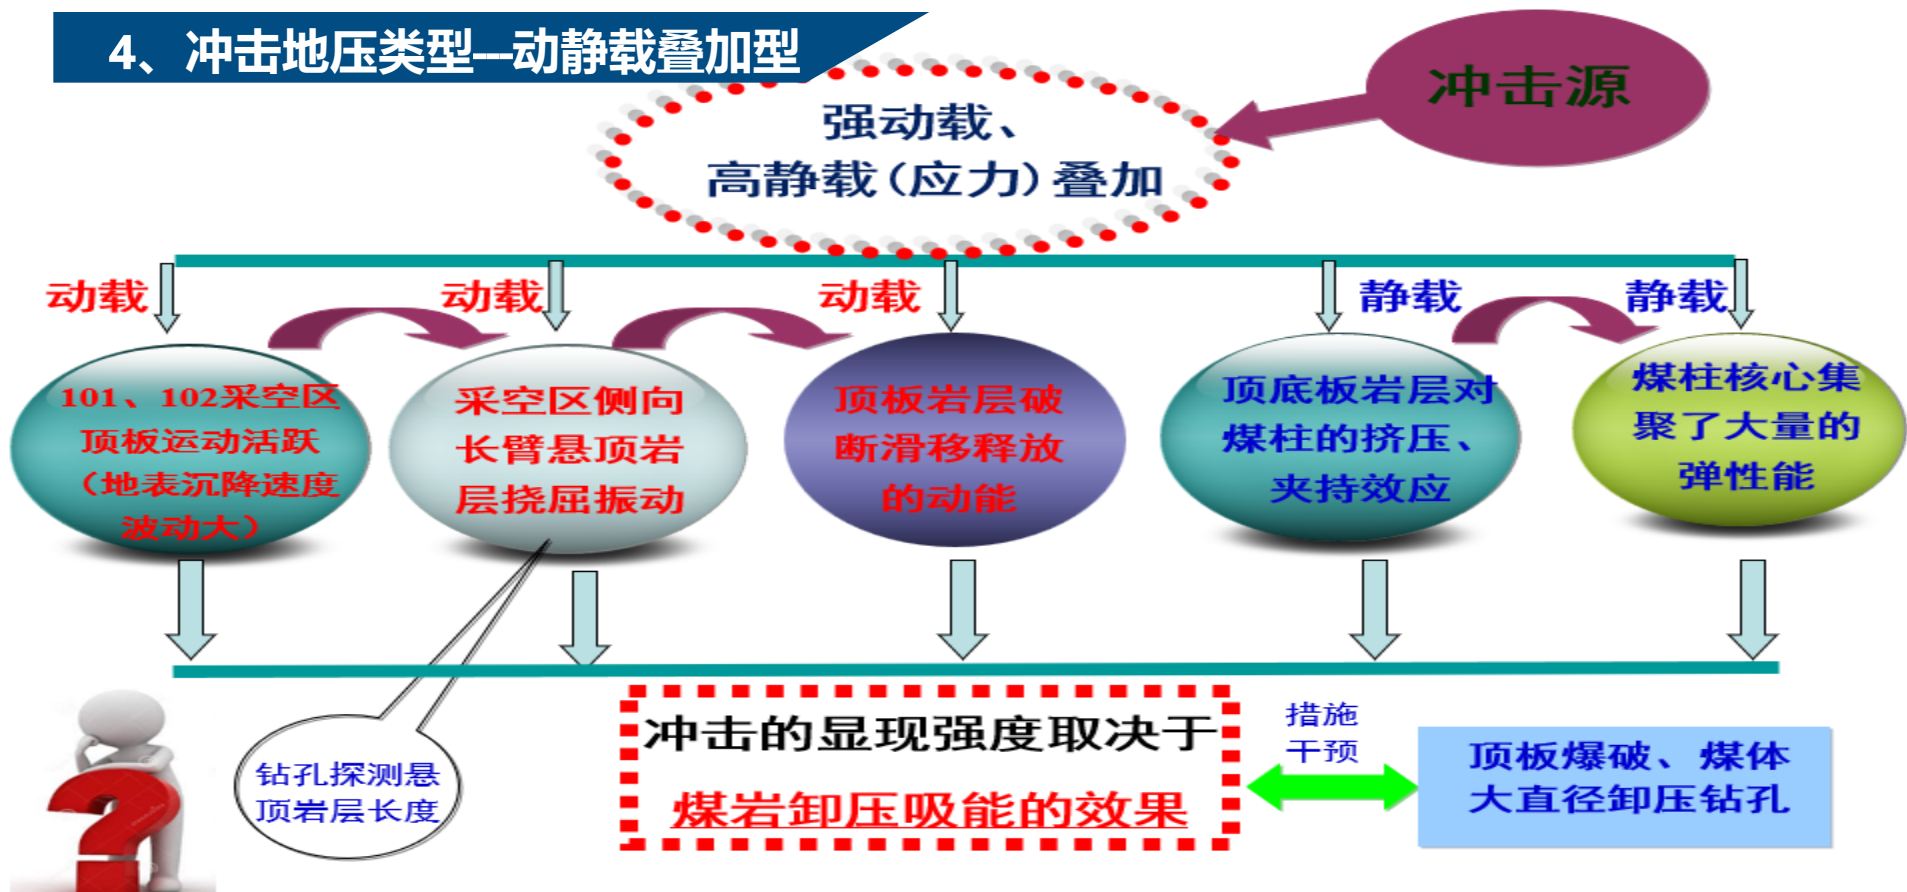 4、冲击地压类型---动静载叠加型
冲击源
强动载、
高静载(应力)叠加
动载
动载
动载
静载
静载
101、102采空区
顶板运动活跃
（地表沉降速度
波动大）
采空区侧向
长臂悬顶岩
层挠屈振动
顶板岩层破
断滑移释放
的动能
顶底板岩层对
煤柱的挤压、
夹持效应
煤柱核心集
聚了大量的
弹性能
钻孔探测悬
顶岩层长度
冲击的显现强度取决于
煤岩卸压吸能的效果
措施
干预
顶板爆破、煤体
大直径卸压钻孔